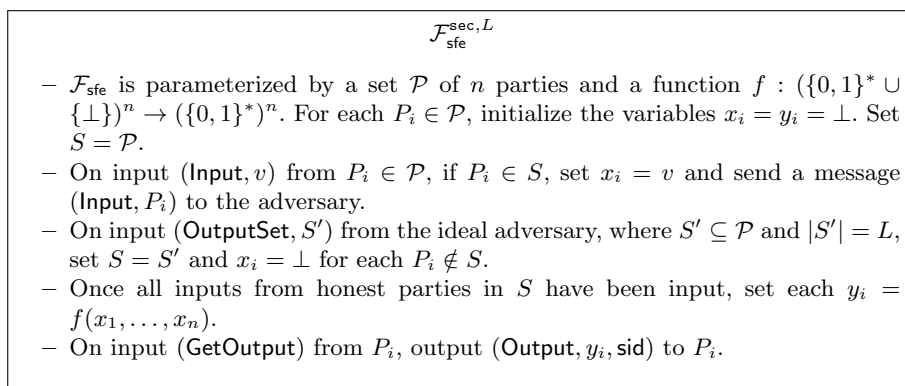 𝓕_sfe^{sec,L}
– 𝓕_sfe is parameterized by a set 𝒫 of n parties and a function f : ({0, 1}* ∪
{⊥})^n → ({0, 1}*)^n. For each P_i ∈ 𝒫, initialize the variables x_i = y_i = ⊥. Set
S = 𝒫.
– On input (Input, v) from P_i ∈ 𝒫, if P_i ∈ S, set x_i = v and send a message
(Input, P_i) to the adversary.
– On input (OutputSet, S′) from the ideal adversary, where S′ ⊆ 𝒫 and |S′| = L,
set S = S′ and x_i = ⊥ for each P_i ∉ S.
– Once all inputs from honest parties in S have been input, set each y_i =
f(x_1, . . . , x_n).
– On input (GetOutput) from P_i, output (Output, y_i, sid) to P_i.